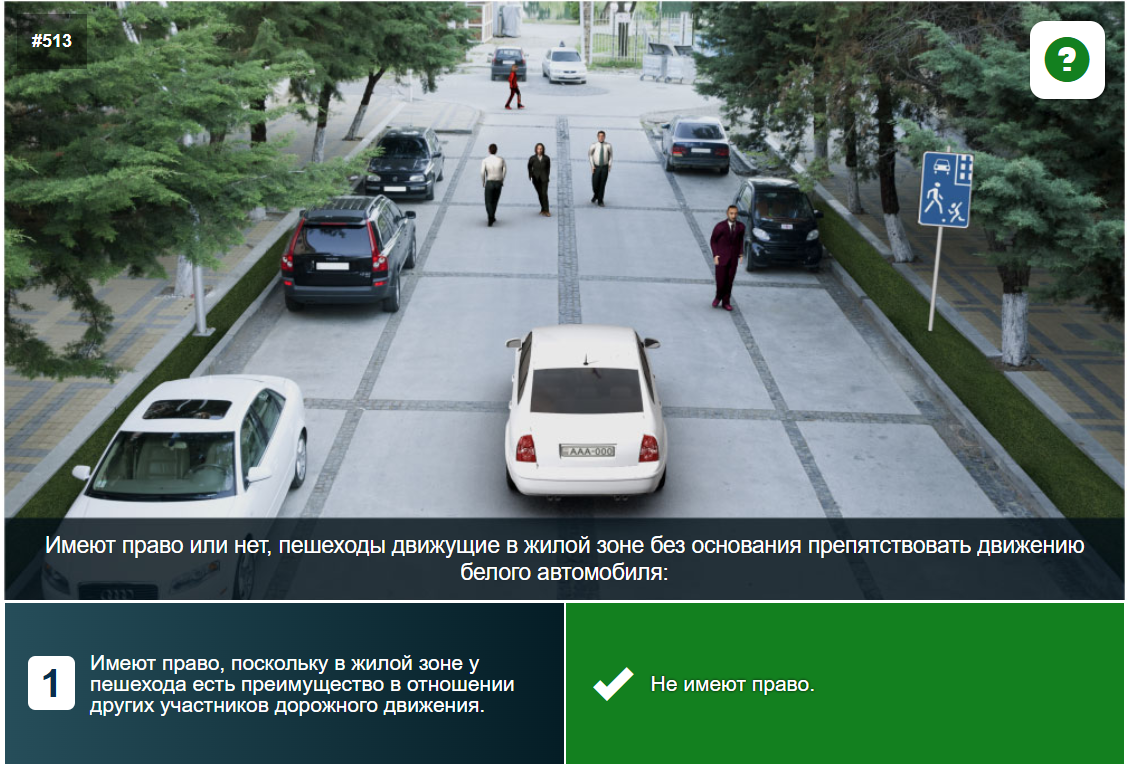 #513
?
AAA-000
Имеют право или нет, пешеходы движущие в жилой зоне без основания препятствовать движению
белого автомобиля:
1
Имеют право, поскольку в жилой зоне у
пешехода есть преимущество в отношении
других участников дорожного движения.
Не имеют право.